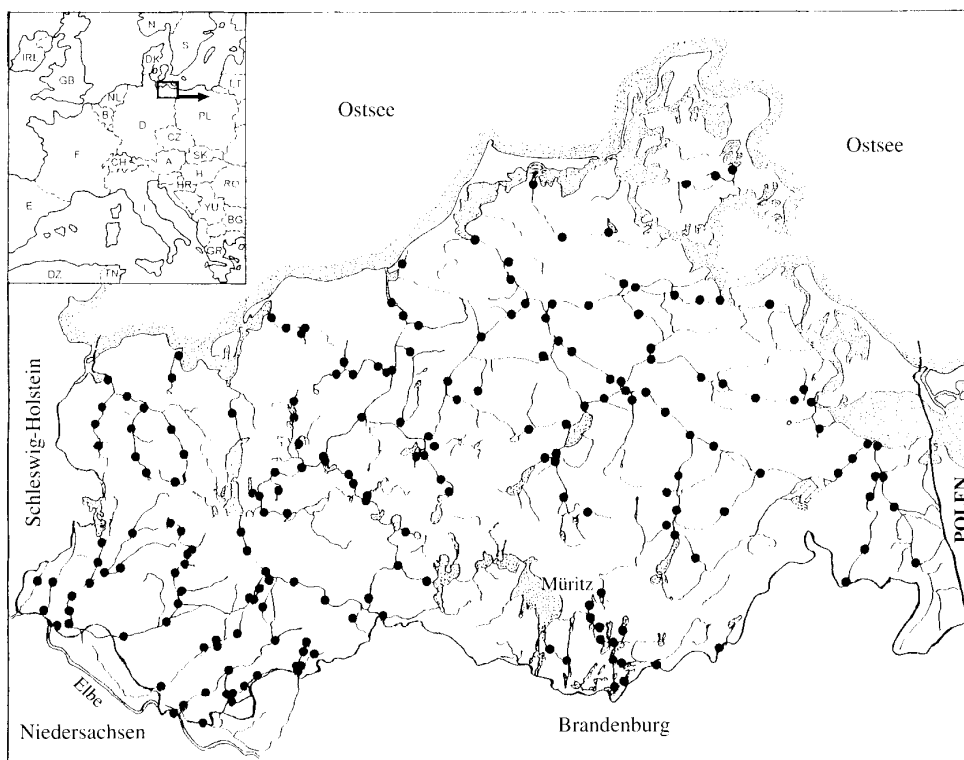 N
S
IRL
DK
GB
LT
NL
B
D
PL
CZ
F
SK
CH
A
H
HR
RO
E
I
YU
BG
GR
DZ
TN
Ostsee
Ostsee
Schleswig-Holstein
POLEN
Müritz
Elbe
Niedersachsen
Brandenburg